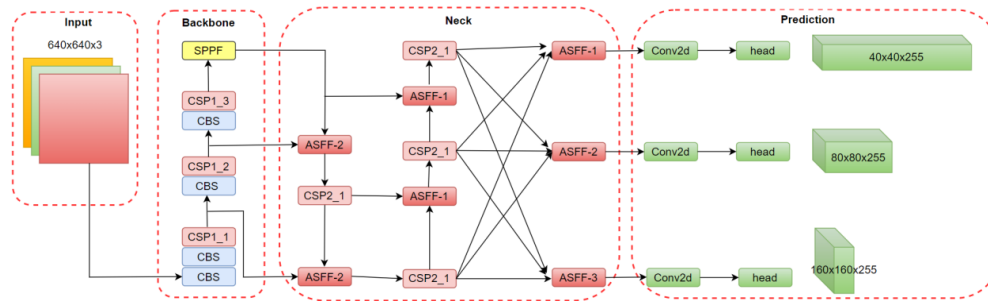 Input
640x640x3
Backbone
SPPF
CSP1_3
CBS
CSP1_2
CBS
CSP1_1
CBS
CBS
Neck
ASFF-2
CSP2_1
ASFF-2
CSP2_1
ASFF-1
CSP2_1
ASFF-1
CSP2_1
ASFF-1
ASFF-2
ASFF-3
Prediction
Conv2d
head
40x40x255
Conv2d
head
80x80x255
Conv2d
head
160x160x255